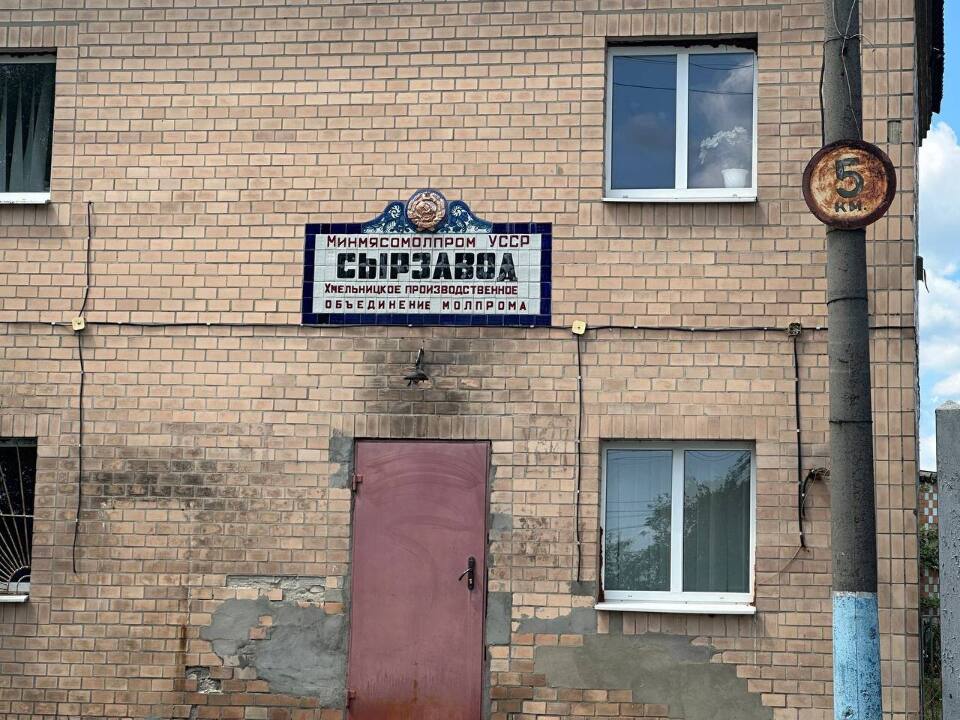 Минмясомолпром УССР
СЫРЗАВОД
Хмельницкое производственное
объединение молпрома
5
км